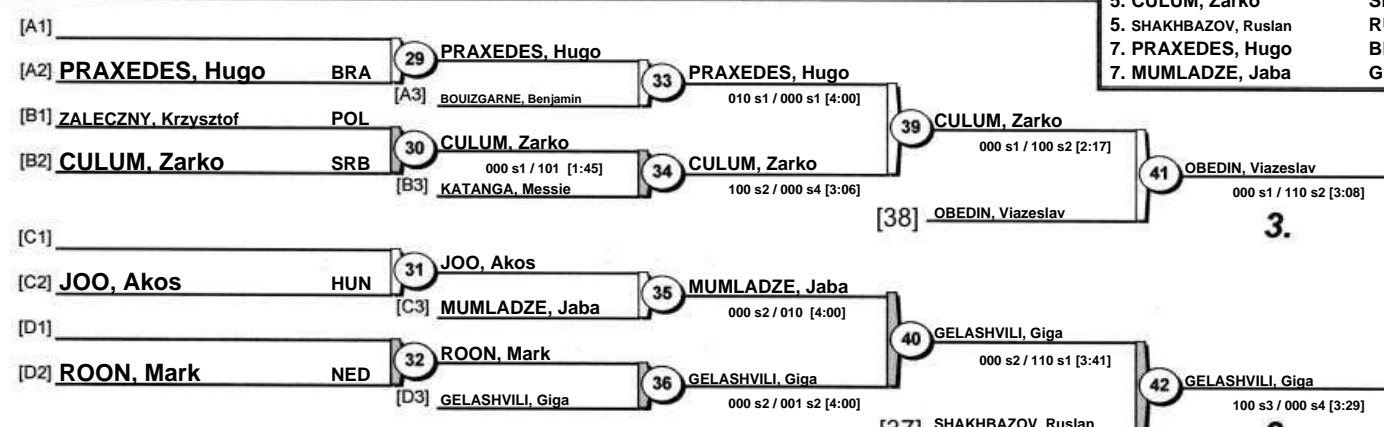 5. CULUM, Zarko
5. SHAKHBAZOV, Ruslan
7. PRAXEDES, Hugo
7. MUMLADZE, Jaba
[A1]
[A2] PRAXEDES, Hugo BRA
29 PRAXEDES, Hugo
[A3] BOUIZGARNE, Benjamin
33 PRAXEDES, Hugo
010 s1 / 000 s1 [4:00]
[B1] ZALECZNY, Krzysztof POL
[B2] CULUM, Zarko SRB
30 CULUM, Zarko
000 s1 / 101 [1:45]
[B3] KATANGA, Messie
34 CULUM, Zarko
100 s2 / 000 s4 [3:06]
39 CULUM, Zarko
000 s1 / 100 s2 [2:17]
[38] OBEDIN, Viazeslav
41 OBEDIN, Viazeslav
000 s1 / 110 s2 [3:08]
3.
[C1]
[C2] JOO, Akos HUN
31 JOO, Akos
[C3] MUMLADZE, Jaba
35 MUMLADZE, Jaba
000 s2 / 010 [4:00]
[D1]
[D2] ROON, Mark NED
32 ROON, Mark
[D3] GELASHVILI, Giga
36 GELASHVILI, Giga
000 s2 / 001 s2 [4:00]
40 GELASHVILI, Giga
000 s2 / 110 s1 [3:41]
[37] SHAKHBAZOV, Ruslan
42 GELASHVILI, Giga
100 s3 / 000 s4 [3:29]